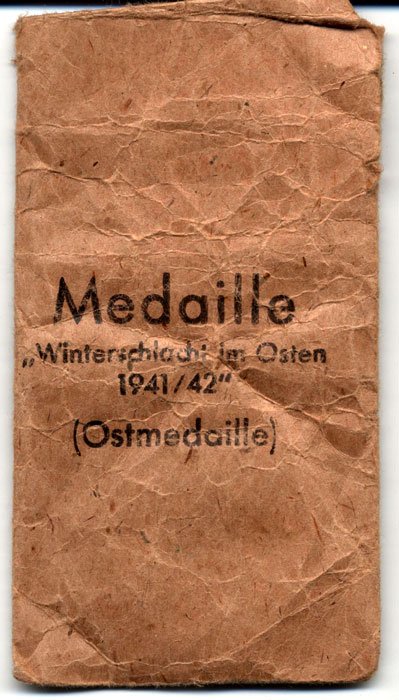 Medaille
„Winterschlacht im Osten
1941/42"
(Ostmedaille)